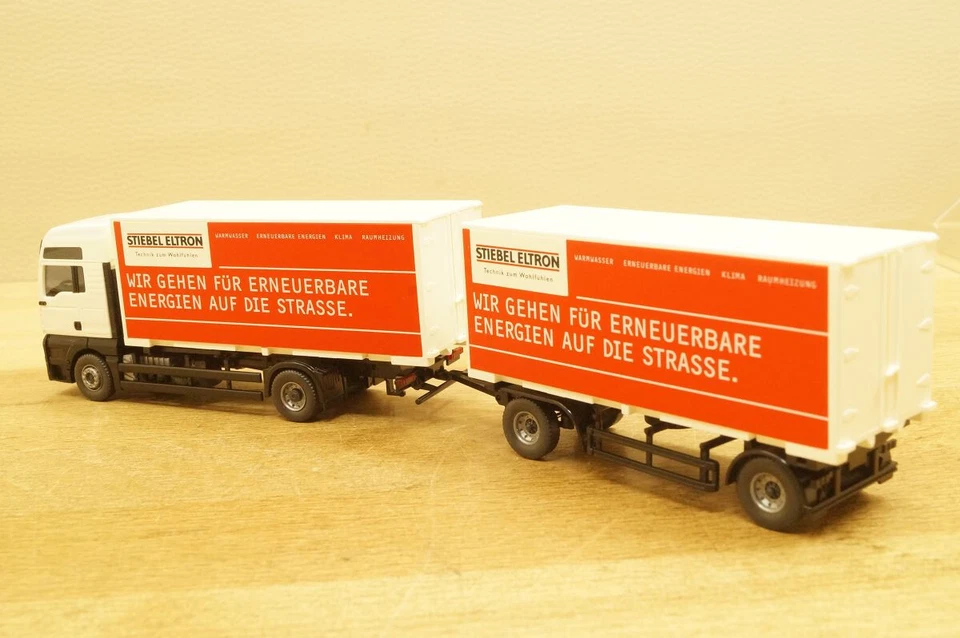 STIEBEL ELTRON
Technik zum Wohlfühlen
WARMWASSER ERNEUERBARE ENERGIEN KLIMA RAUMHEIZUNG
WIR GEHEN FÜR ERNEUERBARE
ENERGIEN AUF DIE STRASSE.
STIEBEL ELTRON
Technik zum Wohlfühlen
WARMWASSER ERNEUERBARE ENERGIEN KLIMA RAUMHEIZUNG
WIR GEHEN FÜR ERNEUERBARE
ENERGIEN AUF DIE STRASSE.